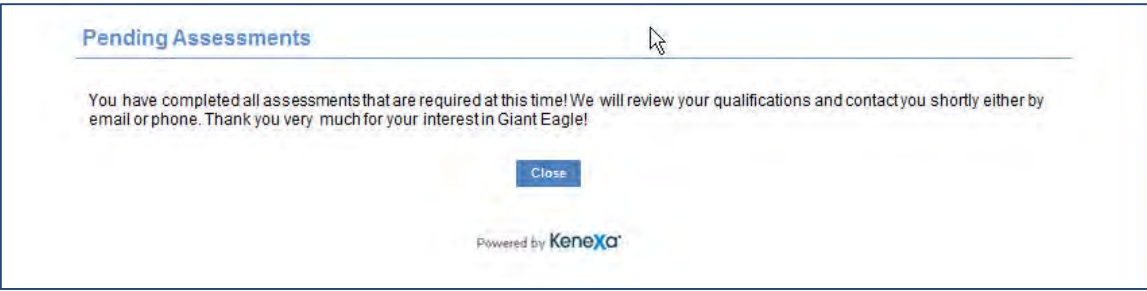 Pending Assessments
You have completed all assessments that are required at this time! We will review your qualifications and contact you shortly either by
email or phone. Thank you very much for your interest in Giant Eagle!
Close
Powered by Kenexa